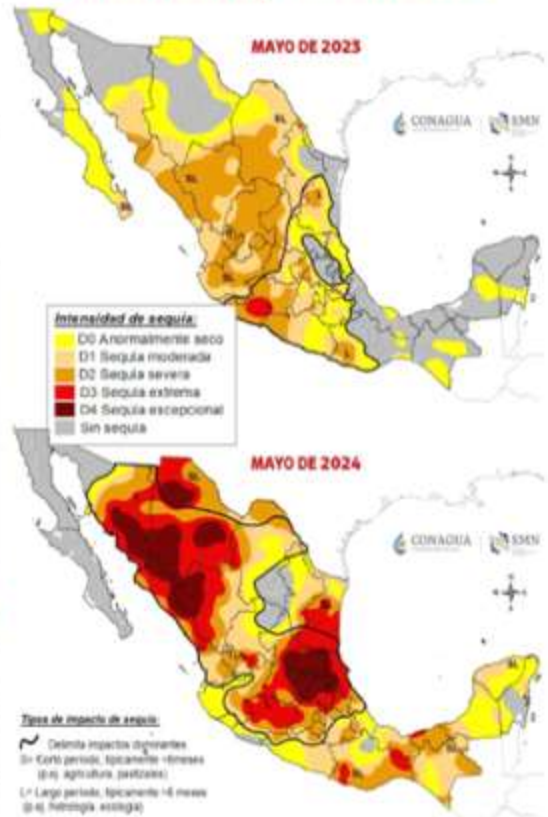 MAYO DE 2023
CONAGUA
SMN
Intensidad de sequía:
D0 Anormalmente seco
D1 Sequía moderada
D2 Sequía severa
D3 Sequía extrema
D4 Sequía excepcional
Sin sequía
MAYO DE 2024
CONAGUA
SMN
Tipos de impacto de sequía:
Delimita impactos dominantes
S= Corto periodo, típicamente <6meses
(p.ej. agricultura, pastizales)
L= Largo periodo, típicamente >6 meses
(p.ej. hidrología, ecología)